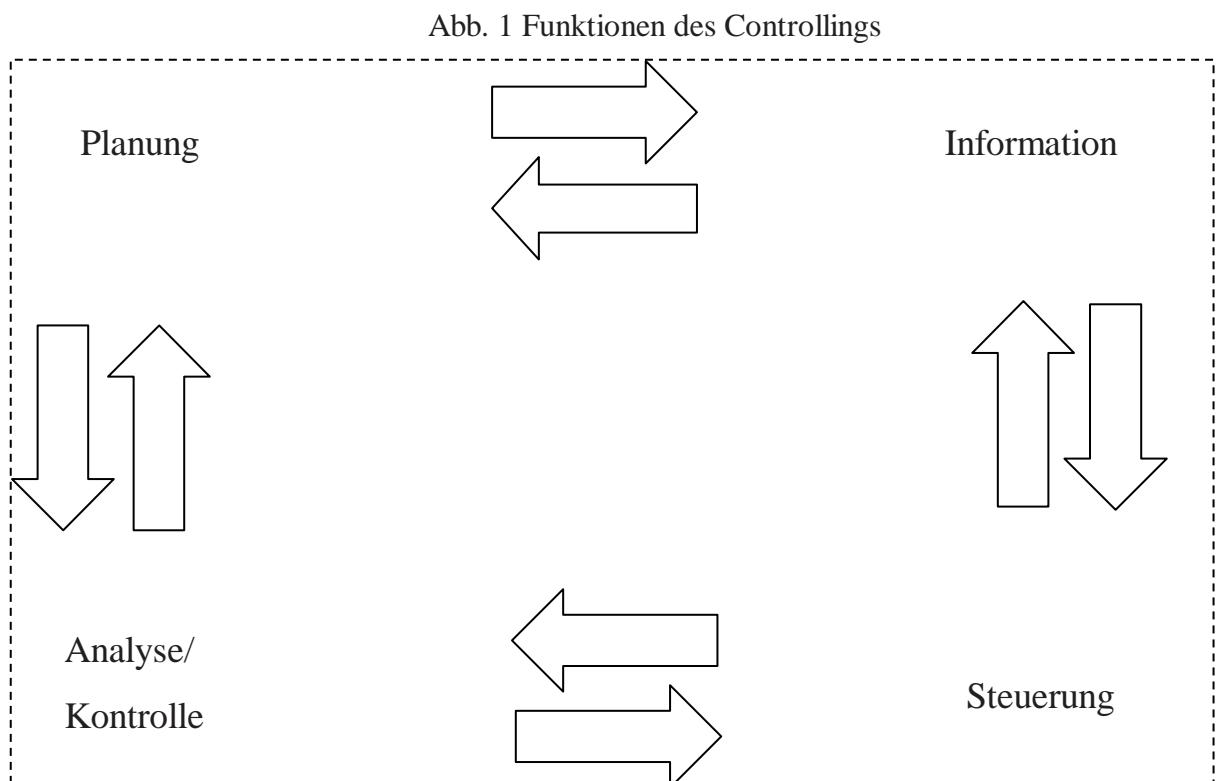 Abb. 1 Funktionen des Controllings
Planung
Information
Analyse/
Kontrolle
Steuerung